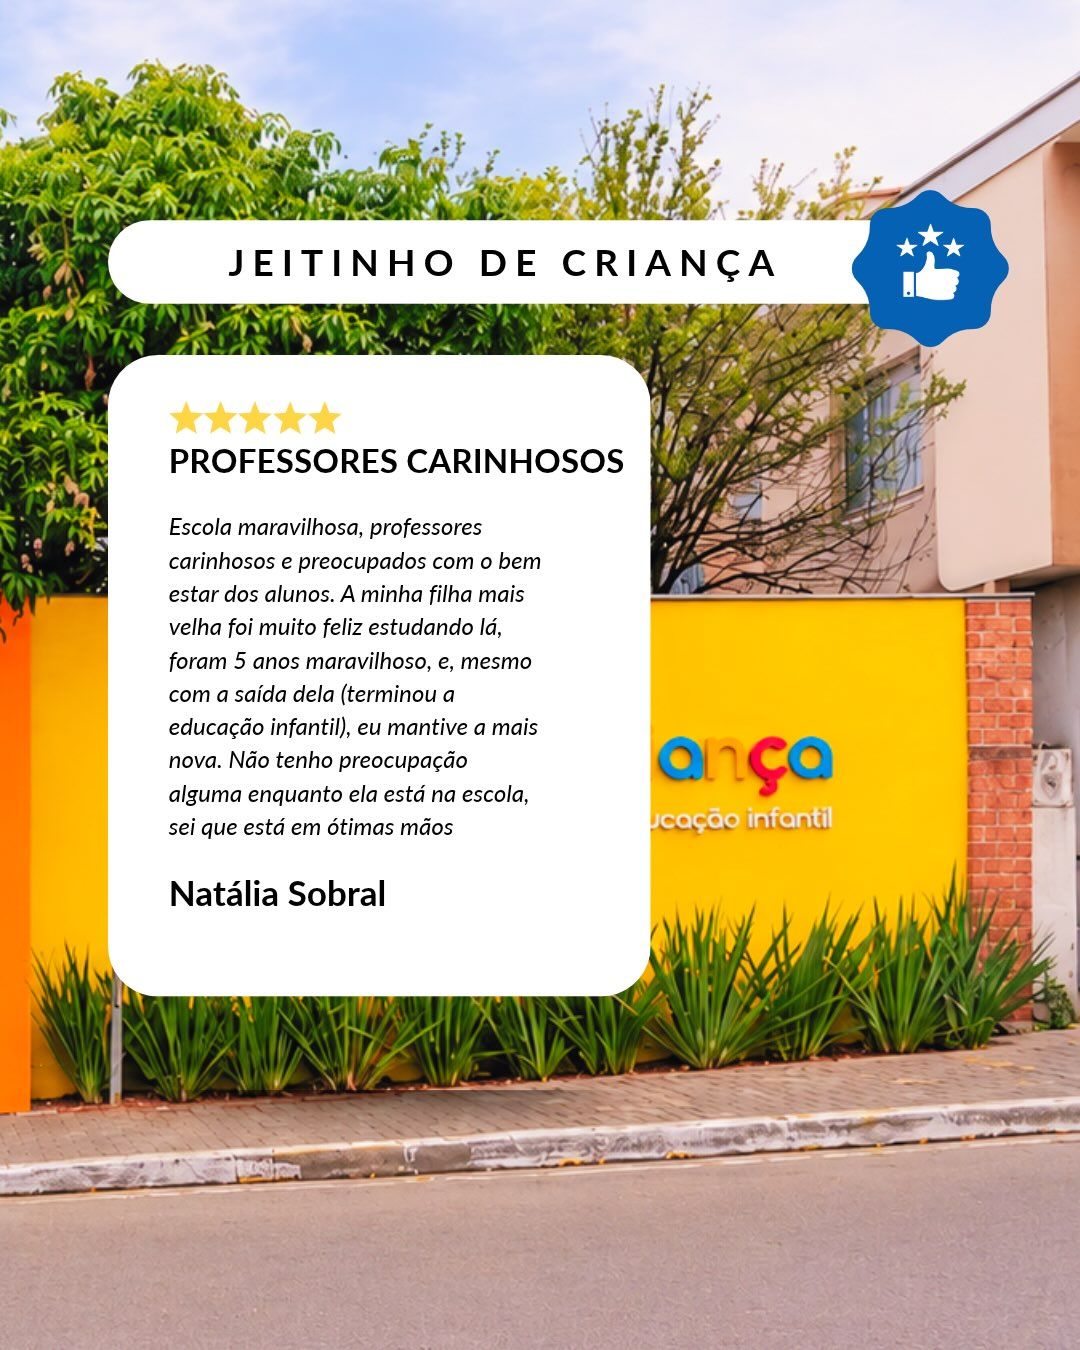 JEITINHO DE CRIANÇA
PROFESSORES CARINHOSOS
Escola maravilhosa, professores
carinhosos e preocupados com o bem
estar dos alunos. A minha filha mais
velha foi muito feliz estudando lá,
foram 5 anos maravilhoso, e, mesmo
com a saída dela (terminou a
educação infantil), eu mantive a mais
nova. Não tenho preocupação
alguma enquanto ela está na escola,
sei que está em ótimas mãos
Natália Sobral
iança
ucação infantil